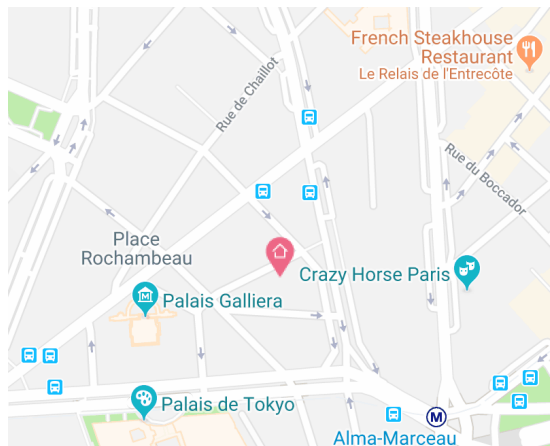 French Steakhouse
Restaurant
Le Relais de l'Entrecôte
Rue de Chaillot
Rue du Boccador
Place
Rochambeau
Crazy Horse Paris
M
Palais Galliera
Palais de Tokyo
M
Alma-Marceau